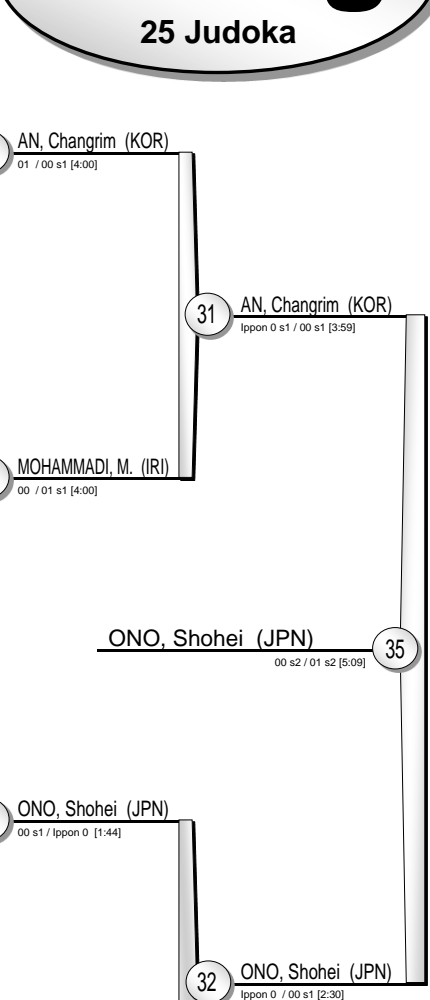 25 Judoka
AN, Changrim (KOR)
01 / 00 s1 [4:00]
31
AN, Changrim (KOR)
Ippon 0 s1 / 00 s1 [3:59]
MOHAMMADI, M. (IRI)
00 / 01 s1 [4:00]
ONO, Shohei (JPN)
35
00 s2 / 01 s2 [5:09]
ONO, Shohei (JPN)
00 s1 / Ippon 0 [1:44]
32
ONO, Shohei (JPN)
Ippon 0 / 00 s1 [2:30]